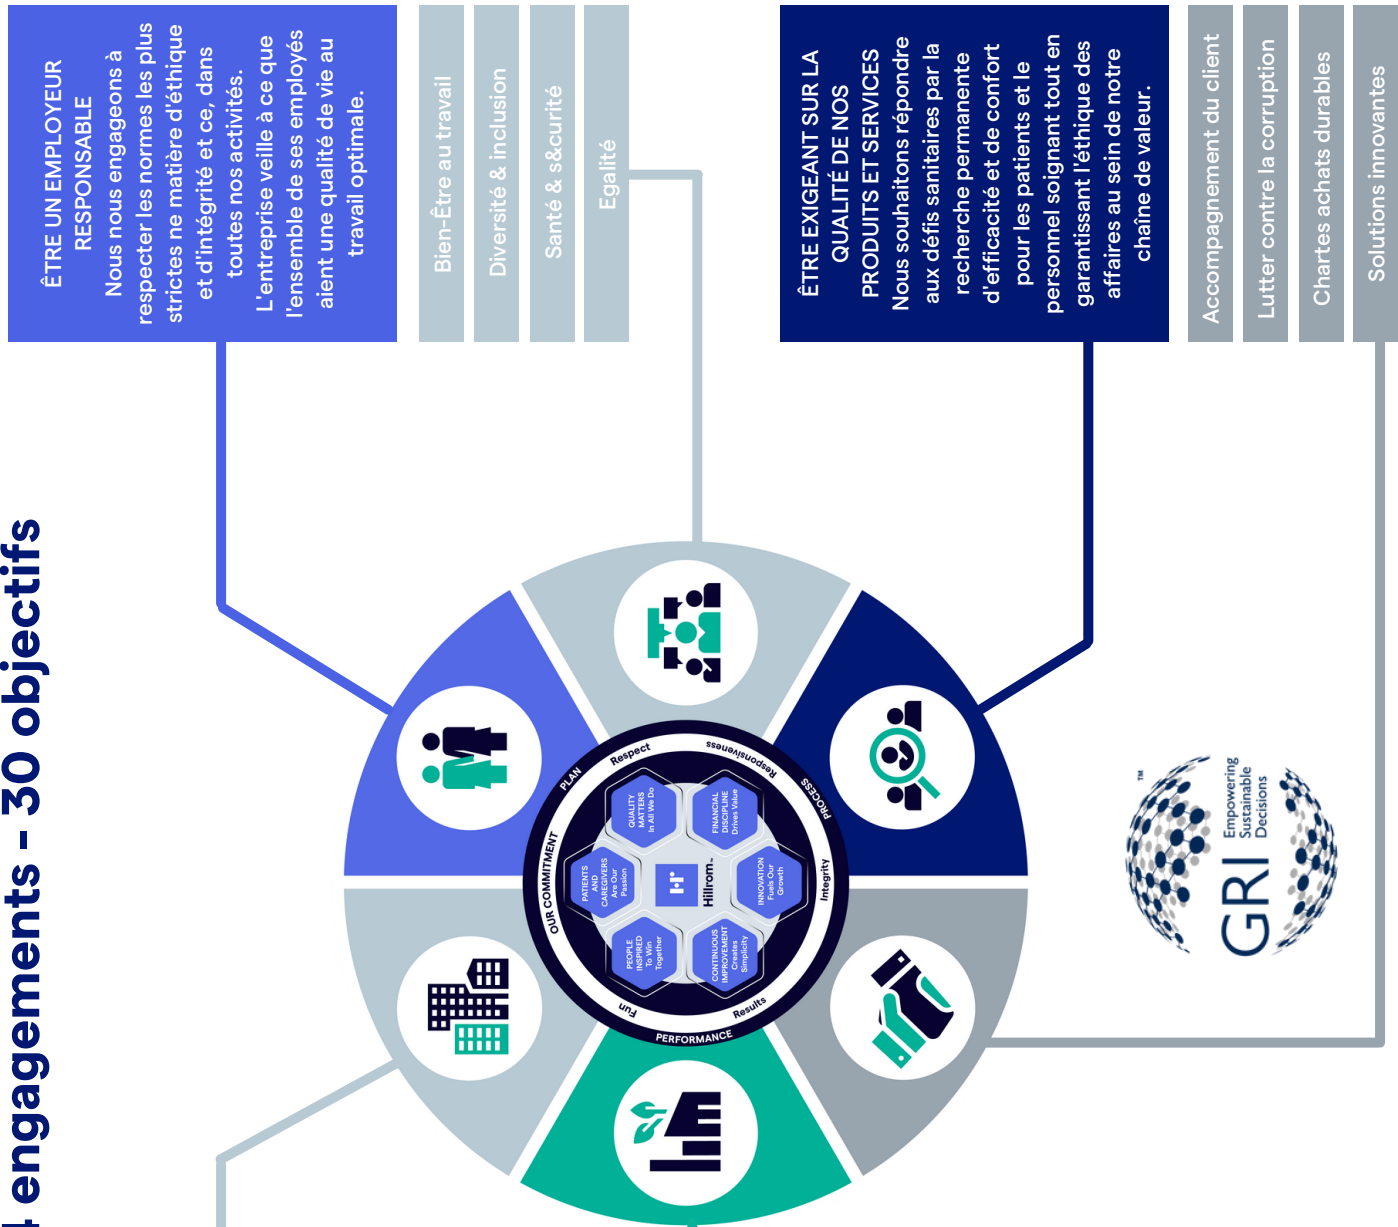 4 engagements - 30 objectifs
ÊTRE UN EMPLOYEUR
RESPONSABLE
Nous nous engageons à
respecter les normes les plus
strictes ne matière d'éthique
et d'intégrité et ce, dans
toutes nos activités.
L'entreprise veille à ce que
l'ensemble de ses employés
aient une qualité de vie au
travail optimale.
Bien-Être au travail
Diversité & inclusion
Santé & s&curité
Egalité
ÊTRE EXIGEANT SUR LA
QUALITÉ DE NOS
PRODUITS ET SERVICES
Nous souhaitons répondre
aux défis sanitaires par la
recherche permanente
d'efficacité et de confort
pour les patients et le
personnel soignant tout en
garantissant l'éthique des
affaires au sein de notre
chaîne de valeur.
Accompagnement du client
Lutter contre la corruption
Chartes achats durables
Solutions innovantes
OUR COMMITMENT
PLAN
PROCESS
PERFORMANCE
Respect
Responsiveness
Integrity
Results
Fun
PATIENTS
AND
CAREGIVERS
Are Our
Passion
QUALITY
MATTERS
In All We Do
FINANCIAL
DISCIPLINE
Drives Value
INNOVATION
Fuels Our
Growth
CONTINUOUS
IMPROVEMENT
Creates
Simplicity
PEOPLE
INSPIRED
To Win
Together
Hillrom™
GRI
Empowering
Sustainable
Decisions
TM